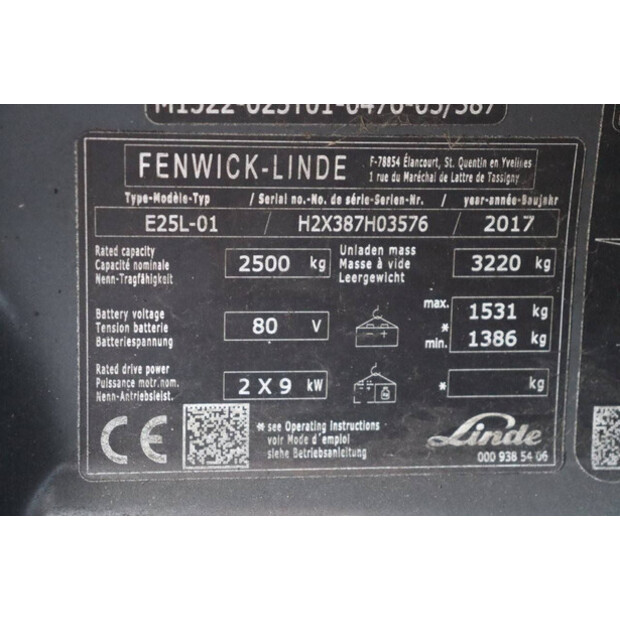 FENWICK-LINDE
F-78854 Élancourt, St. Quentin en Yvelines
1 rue du Maréchal de Lattre de Tassigny
Type-Modèle-Typ / Serial no.-No. de série-Serien-Nr. / year-année-Baujahr
E25L-01 / H2X387H03576 / 2017
Rated capacity
Capacité nominale
Nenn-Tragfähigkeit
2500 kg
Unladen mass
Masse à vide
Leergewicht
3220 kg
Battery voltage
Tension batterie
Batteriespannung
80 V
max. 1531 kg
*
min. 1386 kg
Rated drive power
Puissance motr.nom.
Nenn-Antriebsleist.
2 X 9 kW
* kg
CE
* see Operating Instructions
voir Mode d'emploi
siehe Betriebsanleitung
Linde
000 938 54 06